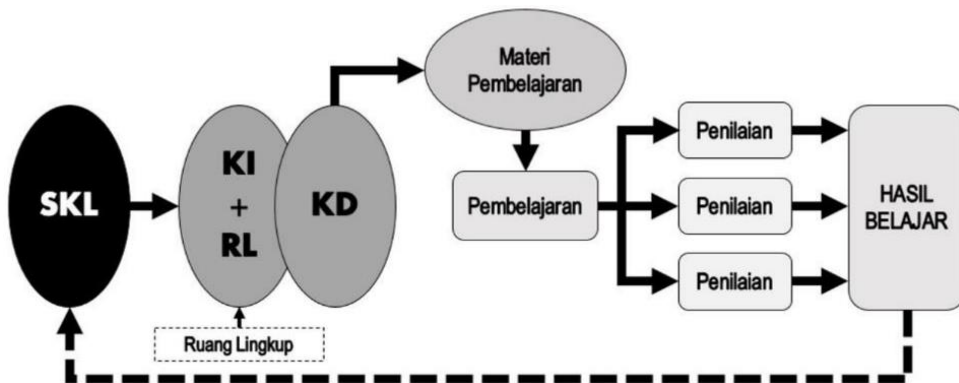 SKL
KI
+
RL
KD
Ruang Lingkup
Materi
Pembelajaran
Pembelajaran
Penilaian
Penilaian
Penilaian
HASIL
BELAJAR